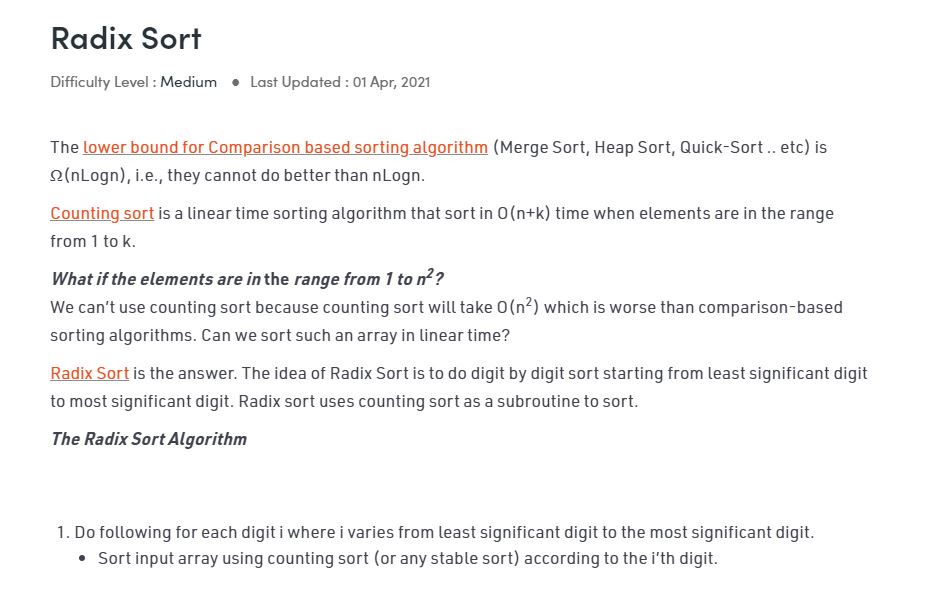 Radix Sort
Difficulty Level : Medium ● Last Updated : 01 Apr, 2021
The lower bound for Comparison based sorting algorithm (Merge Sort, Heap Sort, Quick-Sort .. etc) is
Ω(nLogn), i.e., they cannot do better than nLogn.
Counting sort is a linear time sorting algorithm that sort in O(n+k) time when elements are in the range
from 1 to k.
What if the elements are in the range from 1 to n²?
We can’t use counting sort because counting sort will take O(n²) which is worse than comparison-based
sorting algorithms. Can we sort such an array in linear time?
Radix Sort is the answer. The idea of Radix Sort is to do digit by digit sort starting from least significant digit
to most significant digit. Radix sort uses counting sort as a subroutine to sort.
The Radix Sort Algorithm
1. Do following for each digit i where i varies from least significant digit to the most significant digit.
• Sort input array using counting sort (or any stable sort) according to the i’th digit.